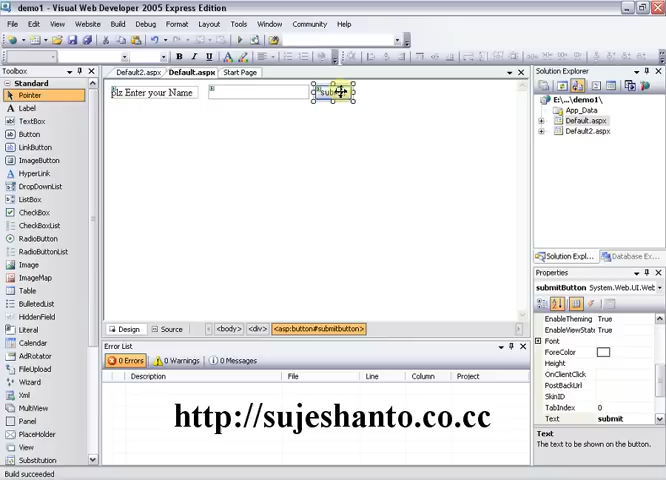 demo1 - Visual Web Developer 2005 Express Edition
File Edit View Website Build Debug Format Layout Tools Window Community Help
Toolbox
Standard
Pointer
Label
TextBox
Button
LinkButton
ImageButton
HyperLink
DropDownList
ListBox
CheckBox
CheckBoxList
RadioButton
RadioButtonList
Image
ImageMap
Table
BulletedList
HiddenField
Literal
Calendar
AdRotator
FileUpload
Wizard
Xml
MultiView
Panel
PlaceHolder
View
Substitution
Default2.aspx Default.aspx Start Page
plz Enter your Name
Design Source <body> <div> <asp:button#submitbutton>
Error List
0 Errors 0 Warnings 0 Messages
Description File Line Column Project
http://sujeshanto.co.cc
Solution Explorer
E:\...\demo1\
App_Data
Default.aspx
Default2.aspx
Solution Expl... Database Ex...
Properties
submitButton System.Web.UI.Web
EnableTheming True
EnableViewState True
Font
ForeColor
Height
OnClientClick
PostBackUrl
SkinID
TabIndex 0
Text submit
Text
The text to be shown on the button.
Build succeeded